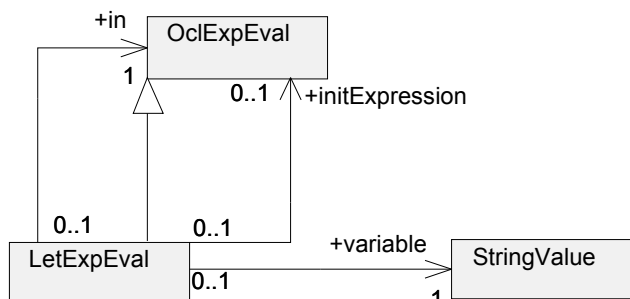 +in
OclExpEval
1
0..1
+initExpression
0..1
0..1
LetExpEval
+variable
0..1
StringValue
1